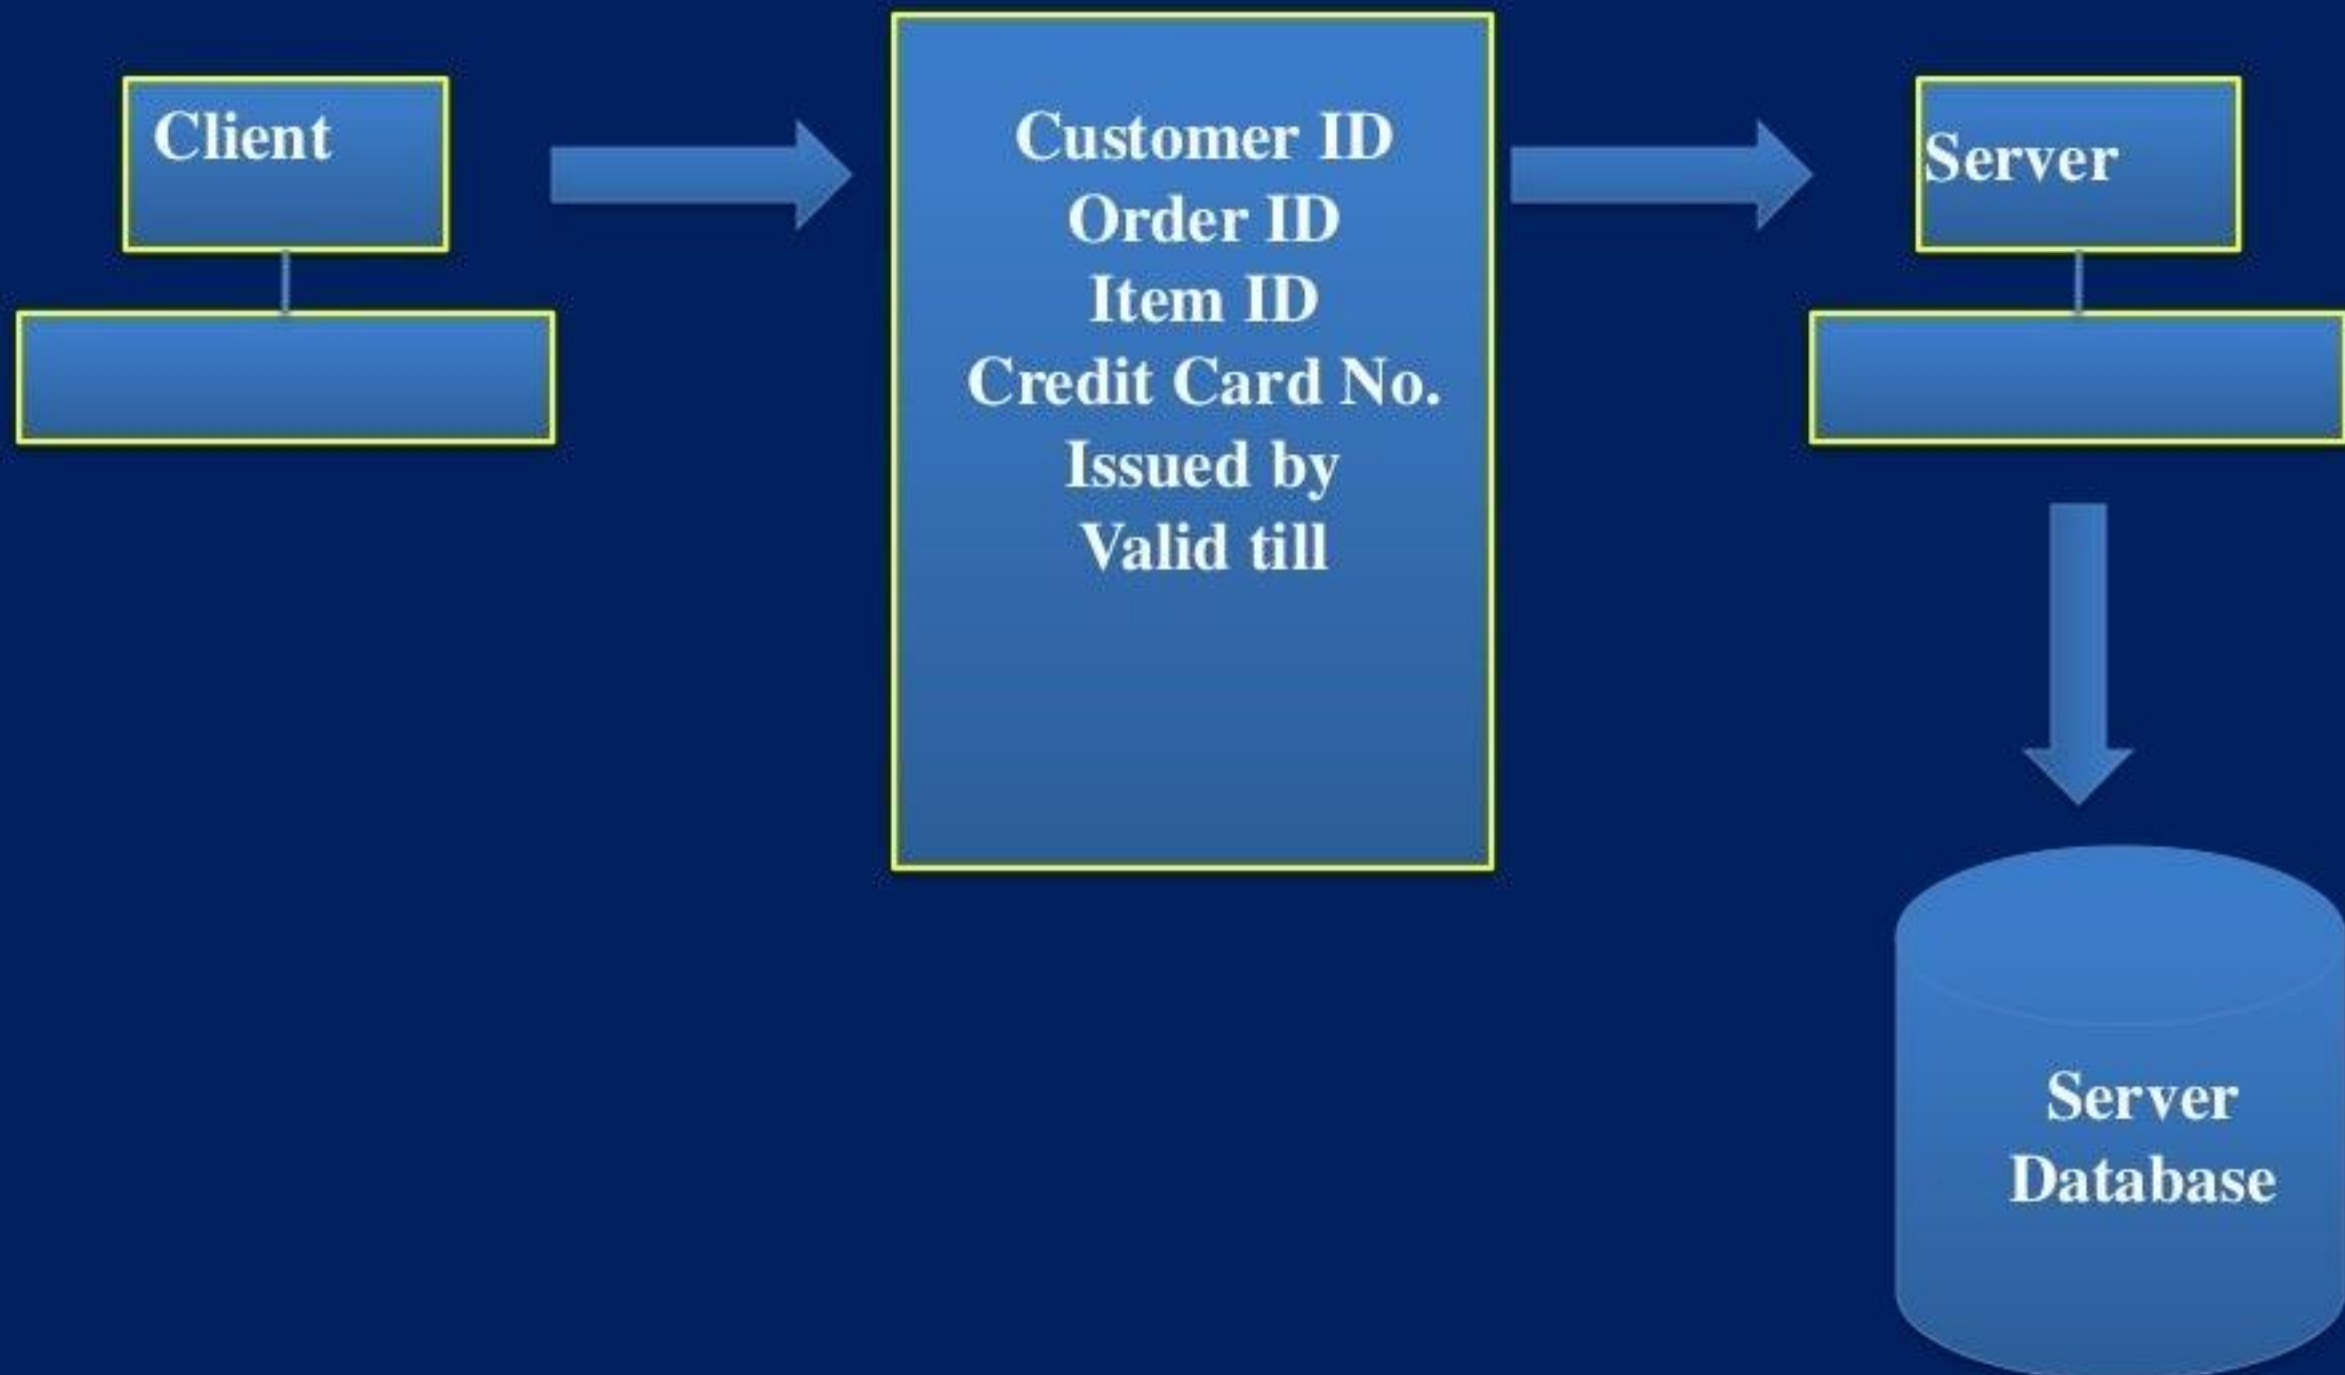 Client
Customer ID
Order ID
Item ID
Credit Card No.
Issued by
Valid till
Server
Server
Database